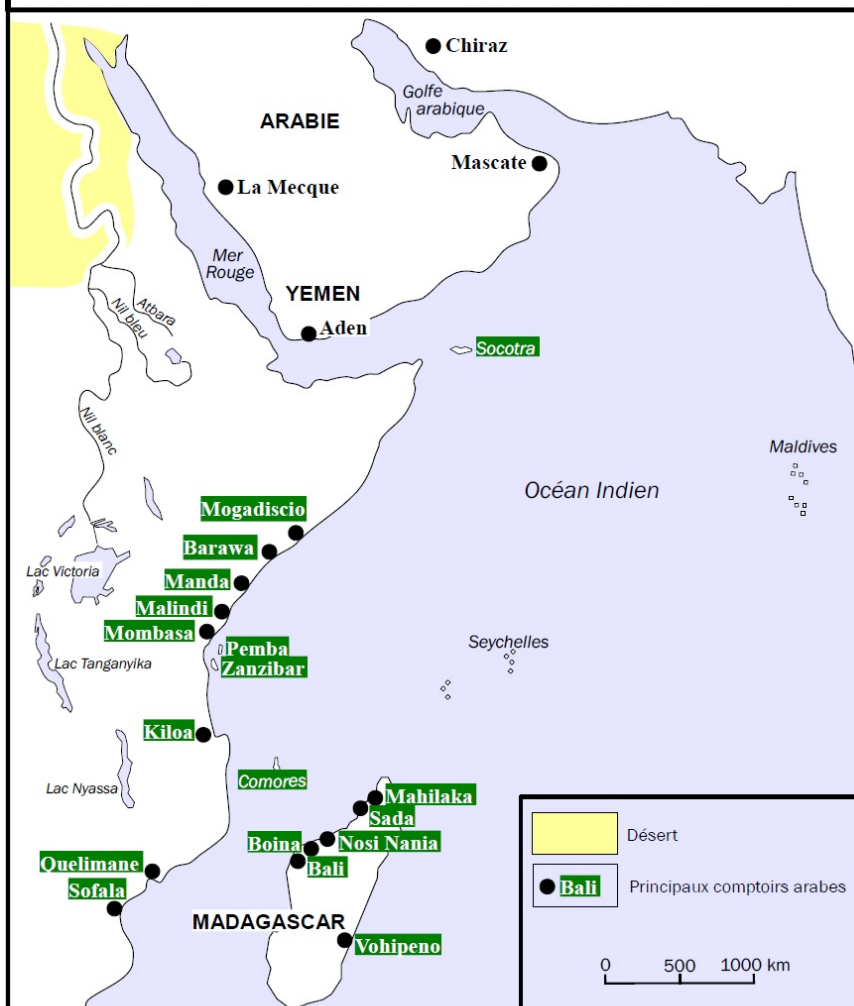 Chiraz
Golfe
arabique
ARABIE
Mascate
La Mecque
Mer
Rouge
YEMEN
Aden
Atbara
Nil bleu
Socotra
Nil blanc
Maldives
Océan Indien
Mogadiscio
Barawa
Lac Victoria
Manda
Malindi
Mombasa
Pemba
Zanzibar
Seychelles
Lac Tanganyika
Kiloa
Comores
Lac Nyassa
Mahilaka
Sada
Nosi Nania
Boina
Bali
Quelimane
Sofala
MADAGASCAR
Vohipeno
Désert
Bali Principaux comptoirs arabes
0 500 1000 km